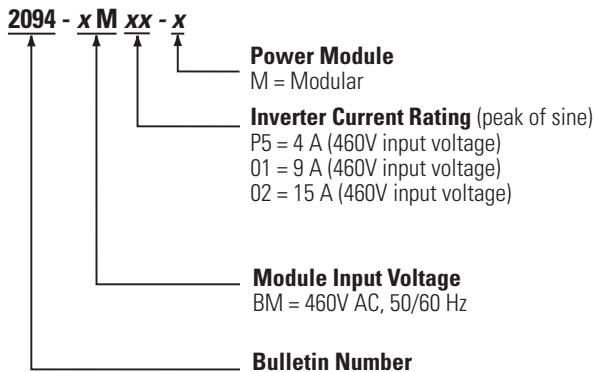 2094 - x M xx - x
Power Module
M = Modular
Inverter Current Rating (peak of sine)
P5 = 4 A (460V input voltage)
01 = 9 A (460V input voltage)
02 = 15 A (460V input voltage)
Module Input Voltage
BM = 460V AC, 50/60 Hz
Bulletin Number